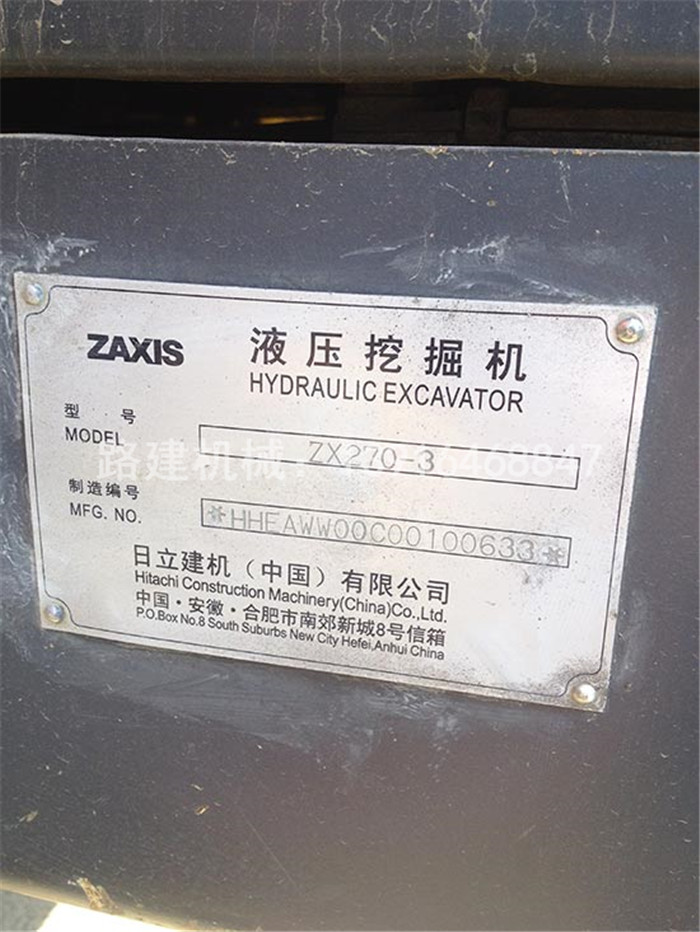 ZAXIS
液压挖掘机
HYDRAULIC EXCAVATOR
型号
MODEL
ZX270-3
制造编号
MFG. NO.
*HHEAWW00C00100633*
日立建机（中国）有限公司
Hitachi Construction Machinery(China)Co.,Ltd.
中国·安徽·合肥市南郊新城8号信箱
P.O.Box No.8 South Suburbs New City Hefei,Anhui China
路建机械：